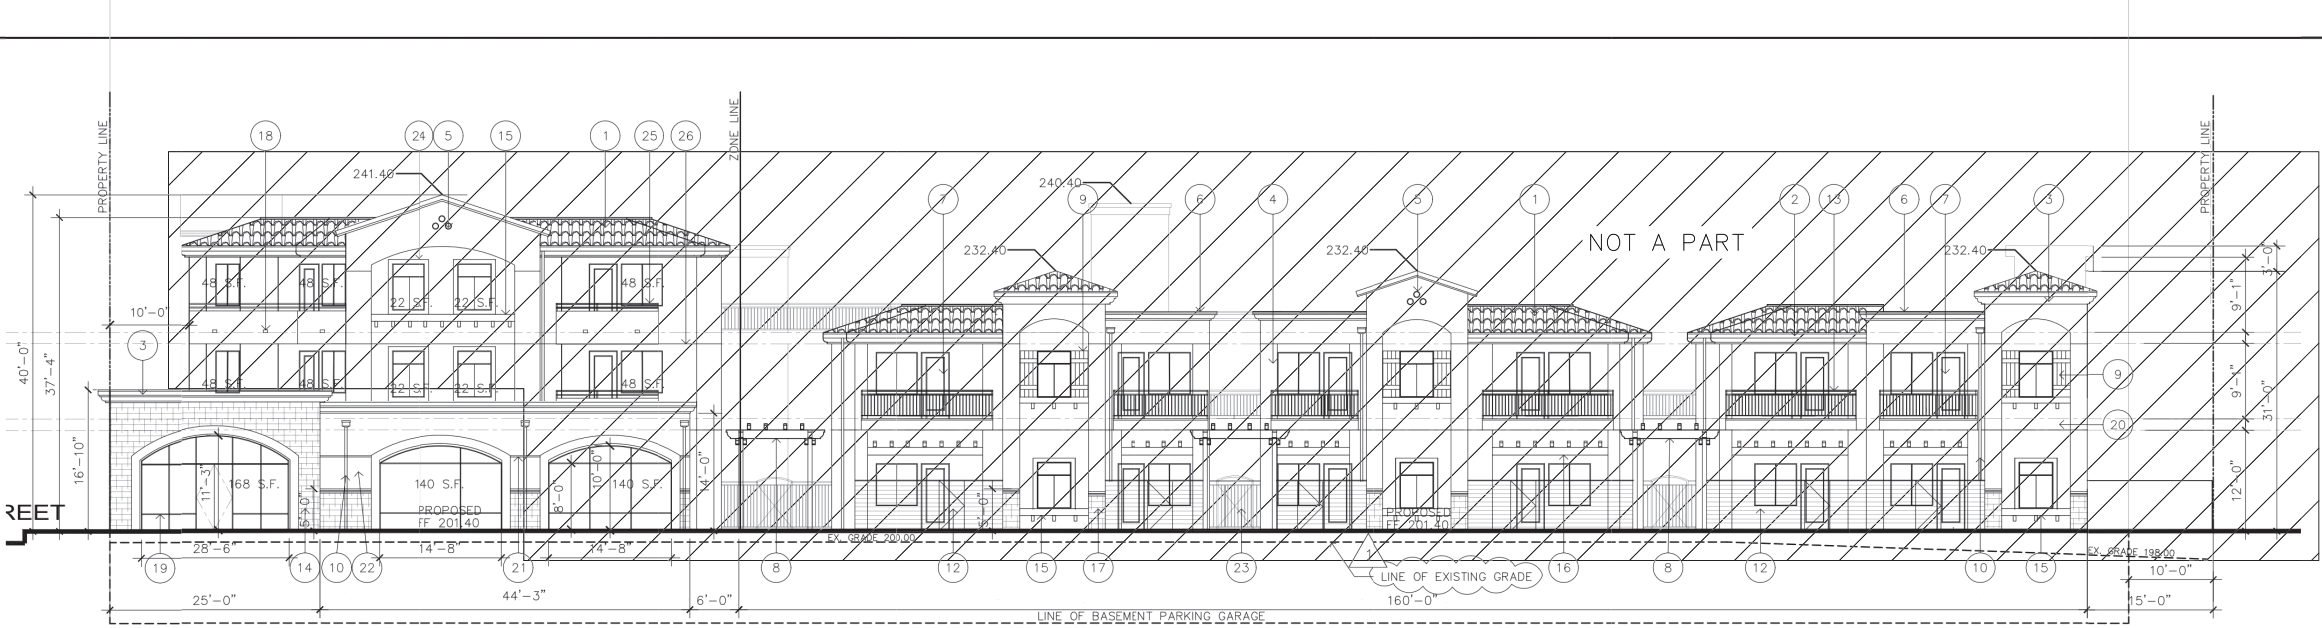 PROPERTY LINE
ZONE LINE
PROPERTY LINE
18
24
5
15
1
25
26
241.40
240.40
7
9
6
4
5
1
2
13
6
7
3
NOT A PART
232.40
232.40
232.40
48 S.F.
48 S.F.
22 S.F.
22 S.F.
48 S.F.
10'-0"
3
40'-0"
37'-4"
16'-10"
48 S.F.
48 S.F.
22 S.F.
22 S.F.
48 S.F.
3'-0"
9'-1"
9'-1"
31'-0"
12'-0"
9
20
11'-3"
168 S.F.
5'-0"
140 S.F.
8'-0"
10'-0"
140 S.F.
14'-0"
5'-0"
PROPOSED
FF 201.40
PROPOSED
FF 201.40
REET
EX. GRADE 200.00
EX. GRADE 198.00
28'-6"
14'-8"
14'-8"
19
14
10
22
21
8
12
15
17
23
1
LINE OF EXISTING GRADE
16
8
12
10
15
10'-0"
25'-0"
44'-3"
6'-0"
160'-0"
15'-0"
LINE OF BASEMENT PARKING GARAGE